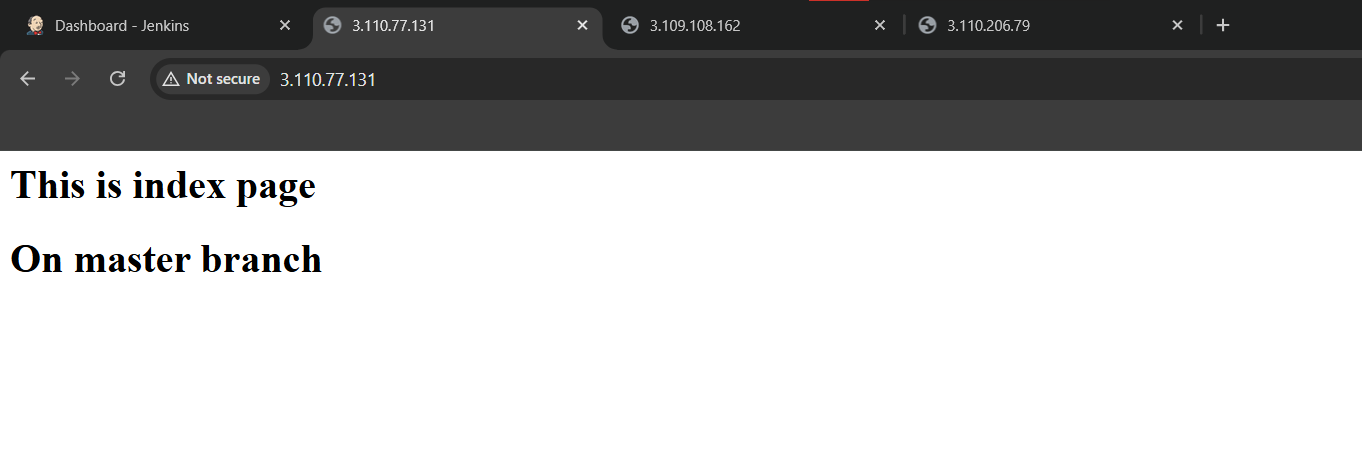 Dashboard - Jenkins
3.110.77.131
3.109.108.162
3.110.206.79
Not secure
3.110.77.131
This is index page
On master branch